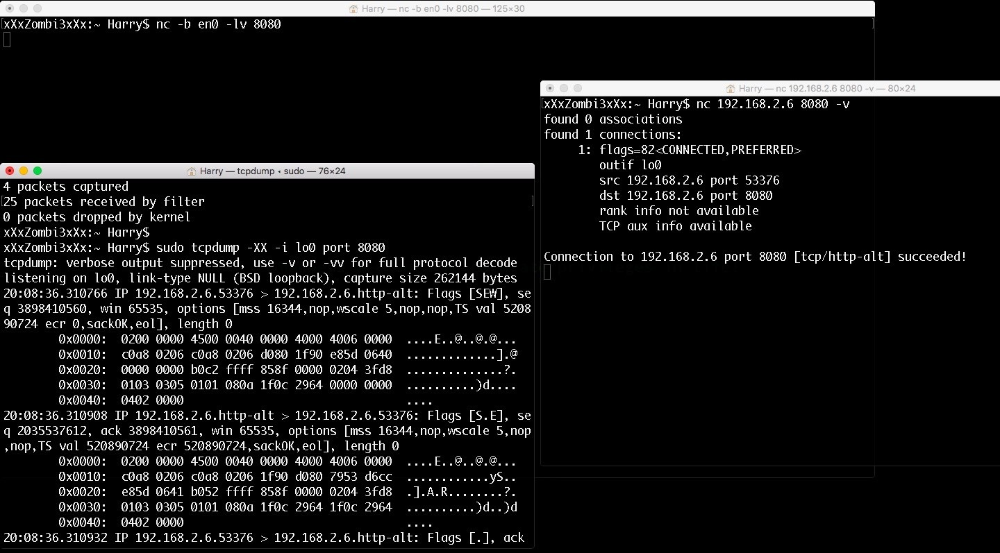 Harry — nc -b en0 -lv 8080 — 125×30
xXxZombi3xXx:~ Harry$ nc -b en0 -lv 8080
Harry — nc 192.168.2.6 8080 -v — 80×24
xXxZombi3xXx:~ Harry$ nc 192.168.2.6 8080 -v
found 0 associations
found 1 connections:
1: flags=82<CONNECTED,PREFERRED>
outif lo0
src 192.168.2.6 port 53376
dst 192.168.2.6 port 8080
rank info not available
TCP aux info available
Connection to 192.168.2.6 port 8080 [tcp/http-alt] succeeded!
Harry — tcpdump ◂ sudo — 76×24
4 packets captured
25 packets received by filter
0 packets dropped by kernel
xXxZombi3xXx:~ Harry$
xXxZombi3xXx:~ Harry$ sudo tcpdump -XX -i lo0 port 8080
tcpdump: verbose output suppressed, use -v or -vv for full protocol decode
listening on lo0, link-type NULL (BSD loopback), capture size 262144 bytes
20:08:36.310766 IP 192.168.2.6.53376 > 192.168.2.6.http-alt: Flags [SEW], se
q 3898410560, win 65535, options [mss 16344,nop,wscale 5,nop,nop,TS val 5208
90724 ecr 0,sackOK,eol], length 0
0x0000: 0200 0000 4500 0040 0000 4000 4006 0000 ....E..@..@.@...
0x0010: c0a8 0206 c0a8 0206 d080 1f90 e85d 0640 .............].@
0x0020: 0000 0000 b0c2 ffff 858f 0000 0204 3fd8 ..............?.
0x0030: 0103 0305 0101 080a 1f0c 2964 0000 0000 ..........)d....
0x0040: 0402 0000 ....
20:08:36.310908 IP 192.168.2.6.http-alt > 192.168.2.6.53376: Flags [S.E], se
q 2035537612, ack 3898410561, win 65535, options [mss 16344,nop,wscale 5,nop
,nop,TS val 520890724 ecr 520890724,sackOK,eol], length 0
0x0000: 0200 0000 4500 0040 0000 4000 4006 0000 ....E..@..@.@...
0x0010: c0a8 0206 c0a8 0206 1f90 d080 7953 d6cc ............yS..
0x0020: e85d 0641 b052 ffff 858f 0000 0204 3fd8 .].A.R........?.
0x0030: 0103 0305 0101 080a 1f0c 2964 1f0c 2964 ..........)d..)d
0x0040: 0402 0000 ....
20:08:36.310932 IP 192.168.2.6.53376 > 192.168.2.6.http-alt: Flags [.], ack